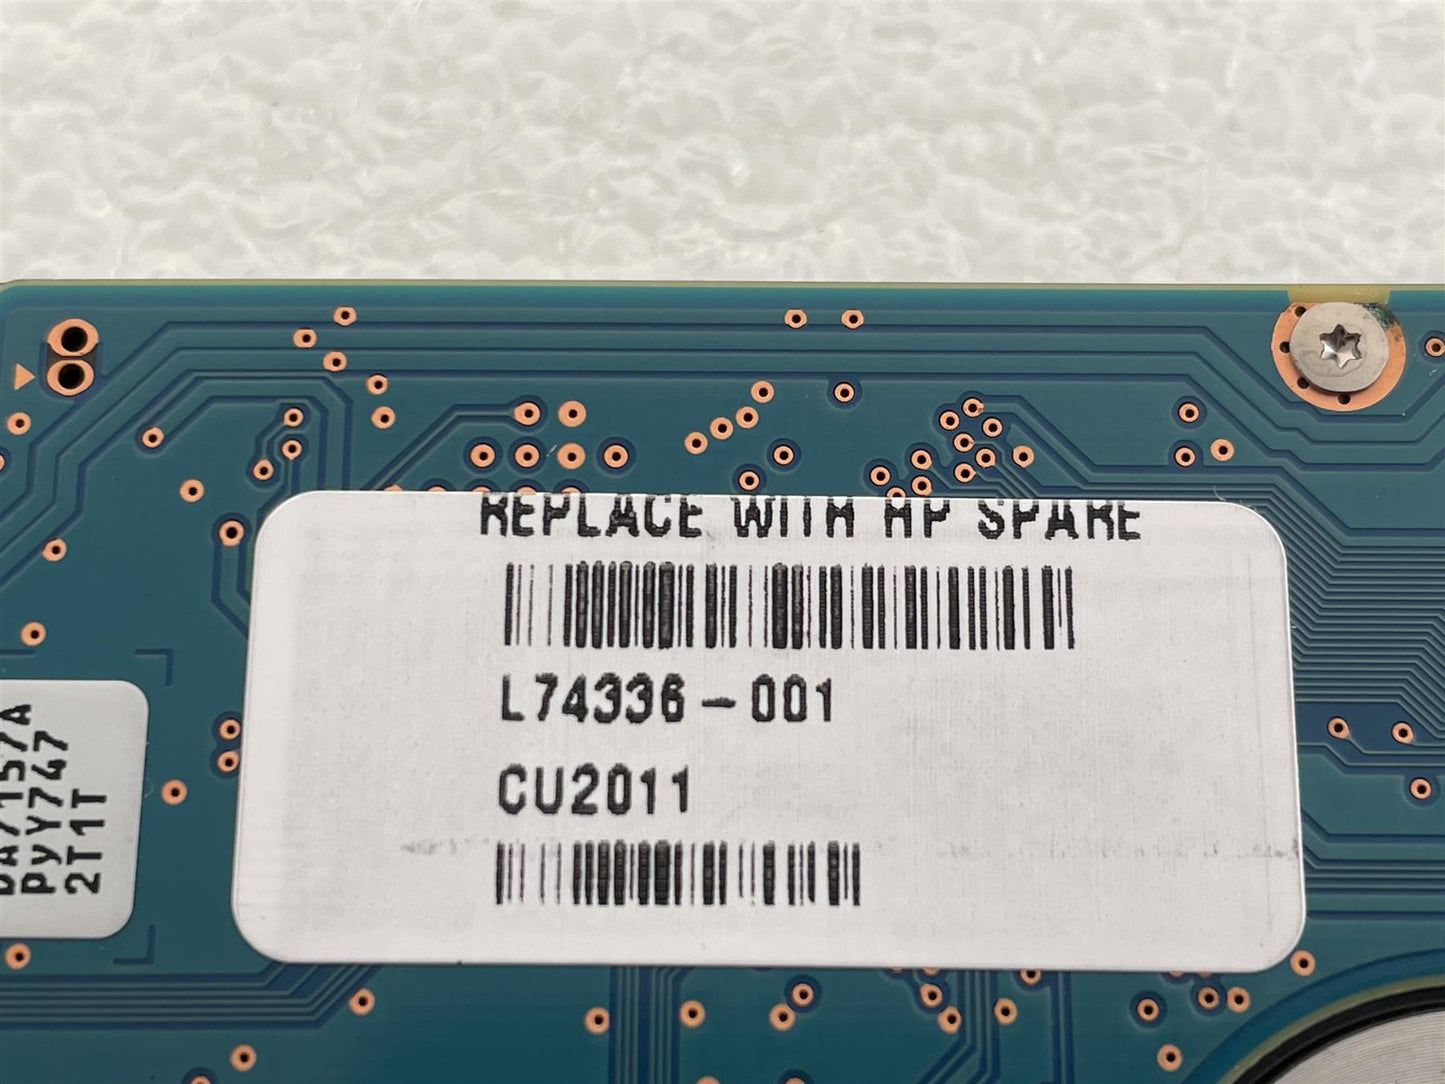 REPLACE WITH HP SPARE
L74336-001
CU2011
PYY747
2T1T